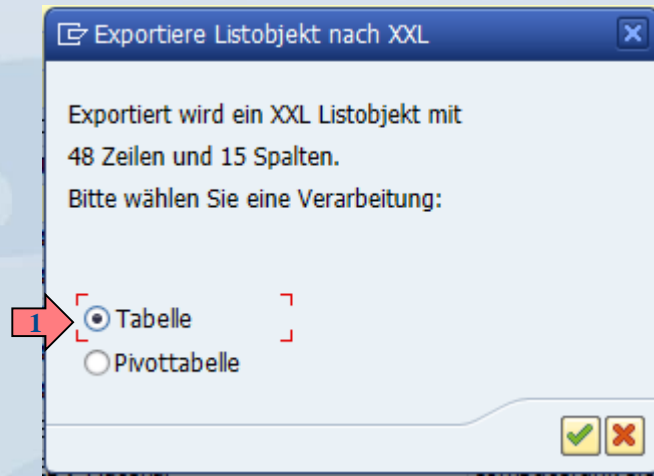 Exportiere Listobjekt nach XXL
Exportiert wird ein XXL Listobjekt mit
48 Zeilen und 15 Spalten.
Bitte wählen Sie eine Verarbeitung:
1
Tabelle
Pivottabelle